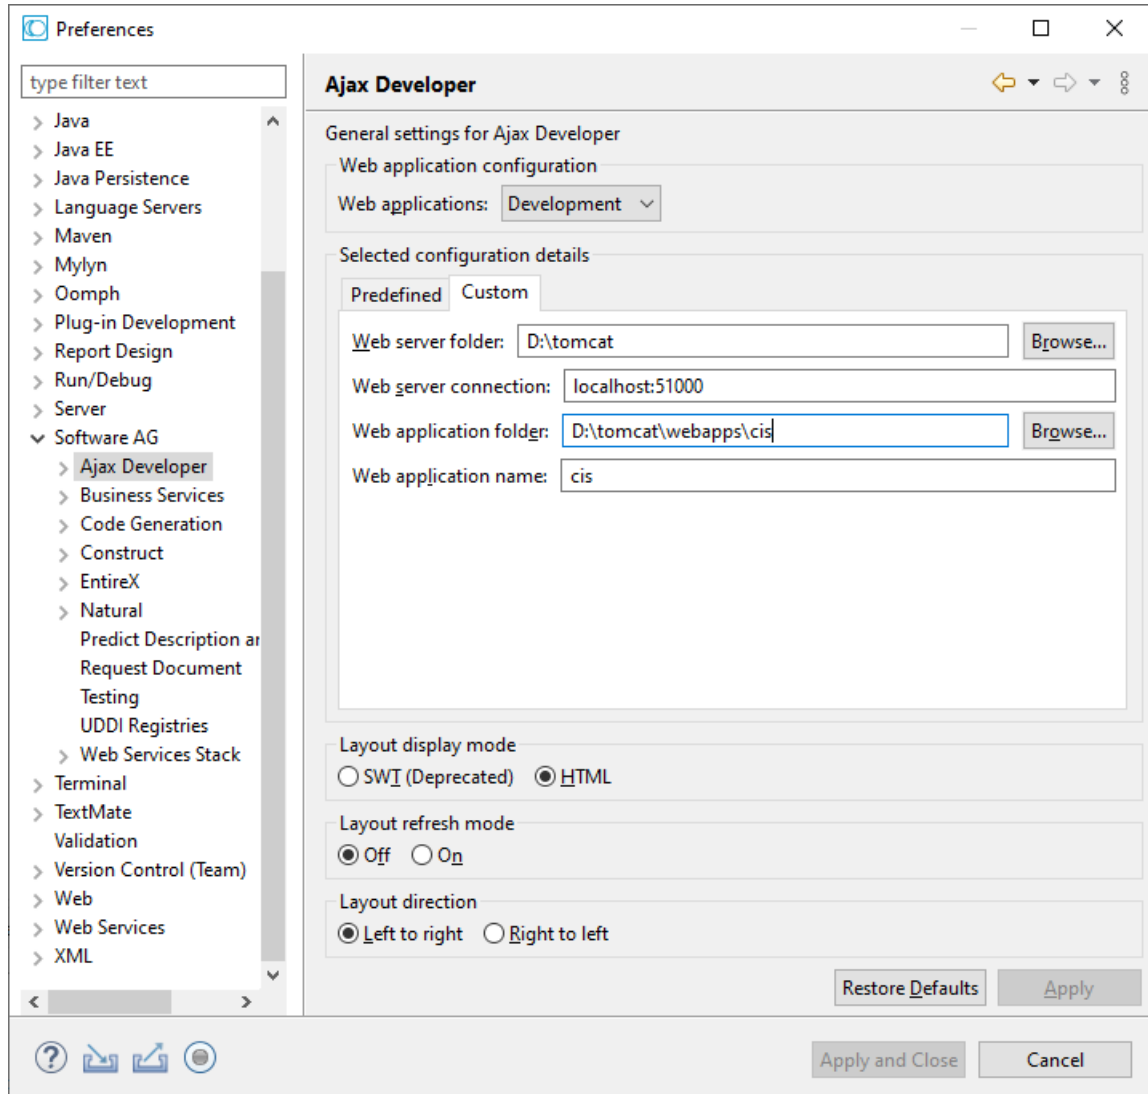 Preferences
type filter text
Java
Java EE
Java Persistence
Language Servers
Maven
Mylyn
Oomph
Plug-in Development
Report Design
Run/Debug
Server
Software AG
Ajax Developer
Business Services
Code Generation
Construct
EntireX
Natural
Predict Description ar
Request Document
Testing
UDDI Registries
Web Services Stack
Terminal
TextMate
Validation
Version Control (Team)
Web
Web Services
XML
Ajax Developer
General settings for Ajax Developer
Web application configuration
Web applications: Development
Selected configuration details
Predefined Custom
Web server folder: D:\tomcat Browse...
Web server connection: localhost:51000
Web application folder: D:\tomcat\webapps\cis Browse...
Web application name: cis
Layout display mode
SWT (Deprecated) HTML
Layout refresh mode
Off On
Layout direction
Left to right Right to left
Restore Defaults Apply
? Apply and Close Cancel